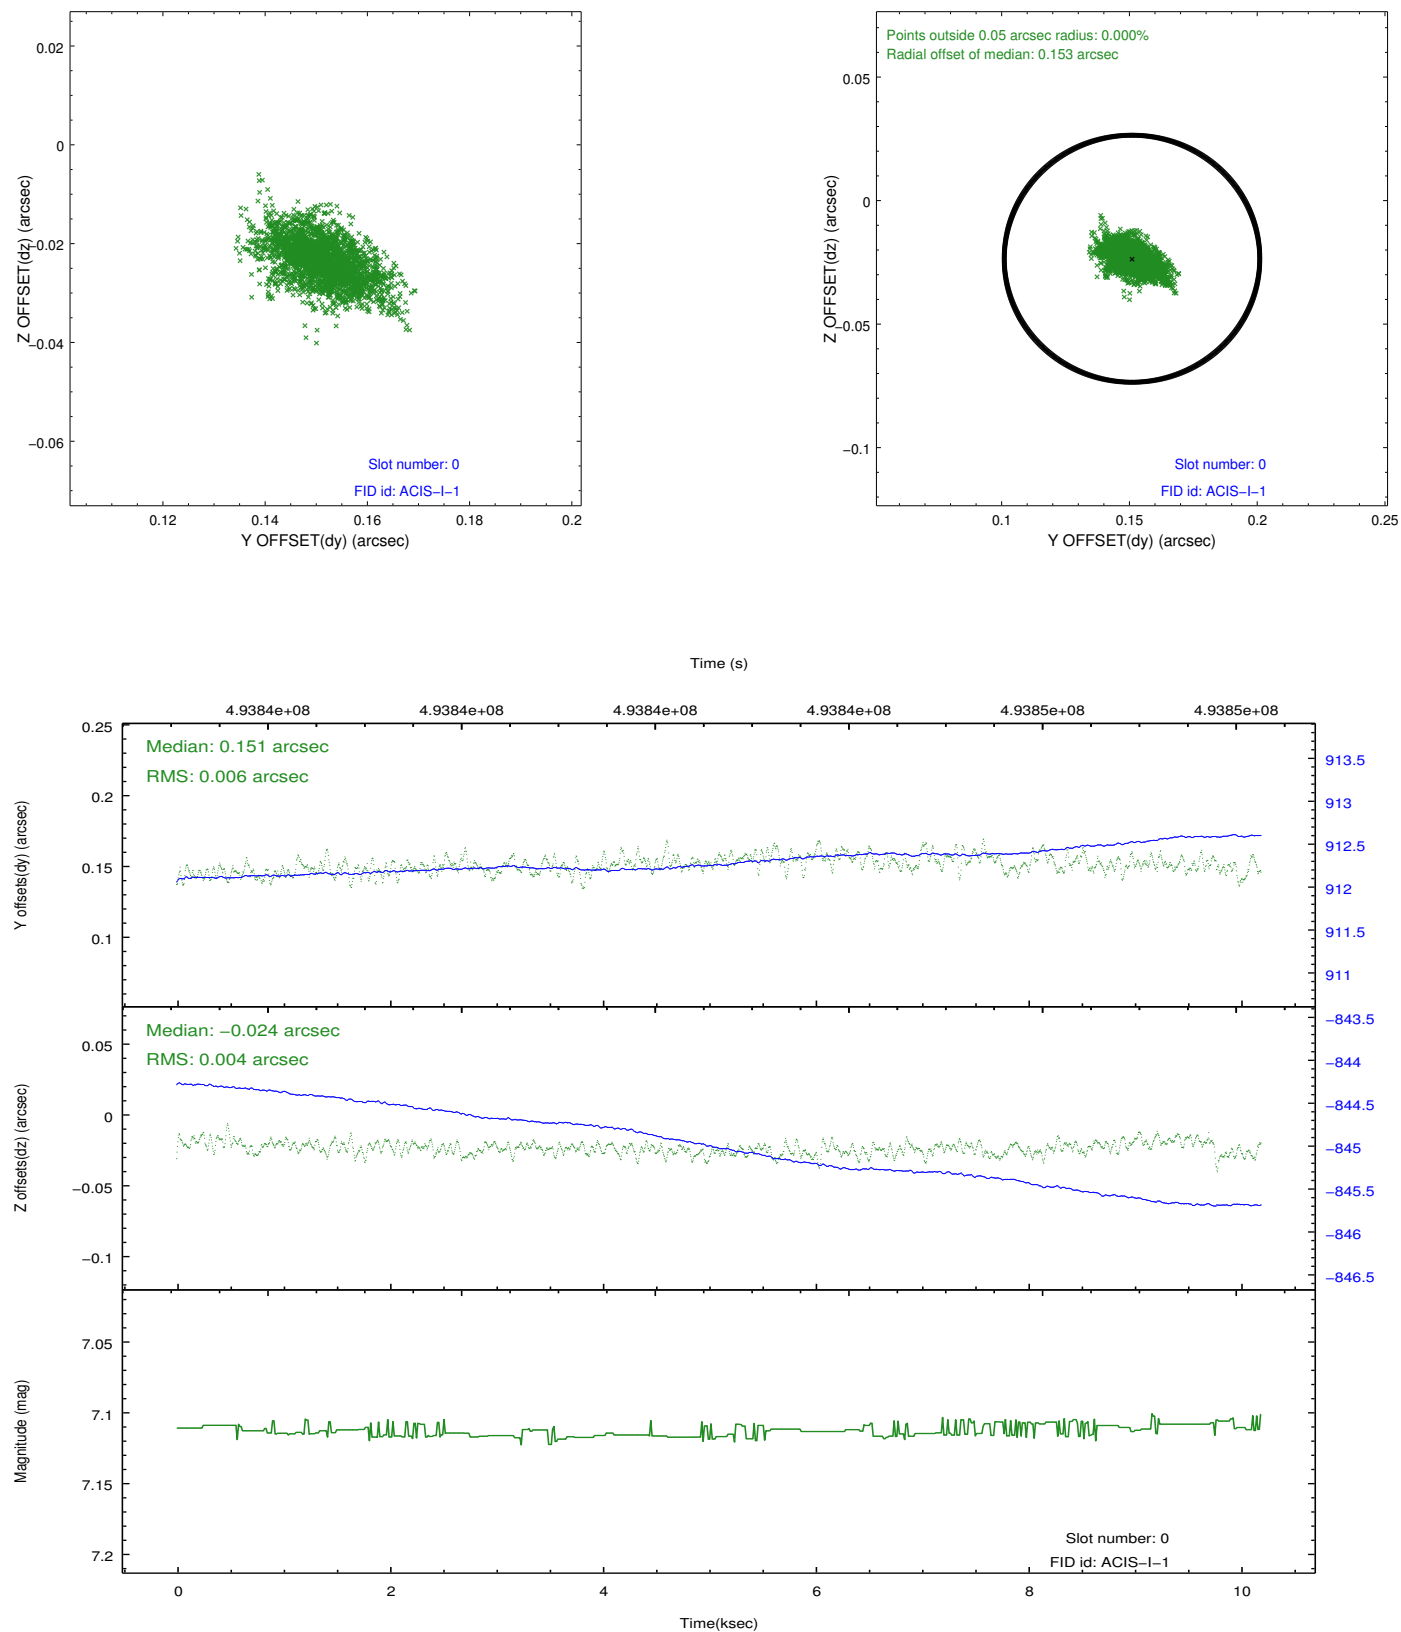 0.02
0
−0.02
−0.04
−0.06
Z OFFSET(dz) (arcsec)
Slot number: 0
FID id: ACIS−I−1
0.12 0.14 0.16 0.18 0.2
Y OFFSET(dy) (arcsec)
Points outside 0.05 arcsec radius: 0.000%
Radial offset of median: 0.153 arcsec
0.05
0
−0.05
−0.1
Z OFFSET(dz) (arcsec)
Slot number: 0
FID id: ACIS−I−1
0.1 0.15 0.2 0.25
Y OFFSET(dy) (arcsec)
Time (s)
4.9384e+08 4.9384e+08 4.9384e+08 4.9384e+08 4.9385e+08 4.9385e+08
Median: 0.151 arcsec
RMS: 0.006 arcsec
0.25
0.2
0.15
0.1
Y offsets(dy) (arcsec)
913.5
913
912.5
912
911.5
911
Median: −0.024 arcsec
RMS: 0.004 arcsec
0.05
0
−0.05
−0.1
Z offsets(dz) (arcsec)
−843.5
−844
−844.5
−845
−845.5
−846
−846.5
7.05
7.1
7.15
7.2
Magnitude (mag)
Slot number: 0
FID id: ACIS−I−1
0 2 4 6 8 10
Time(ksec)